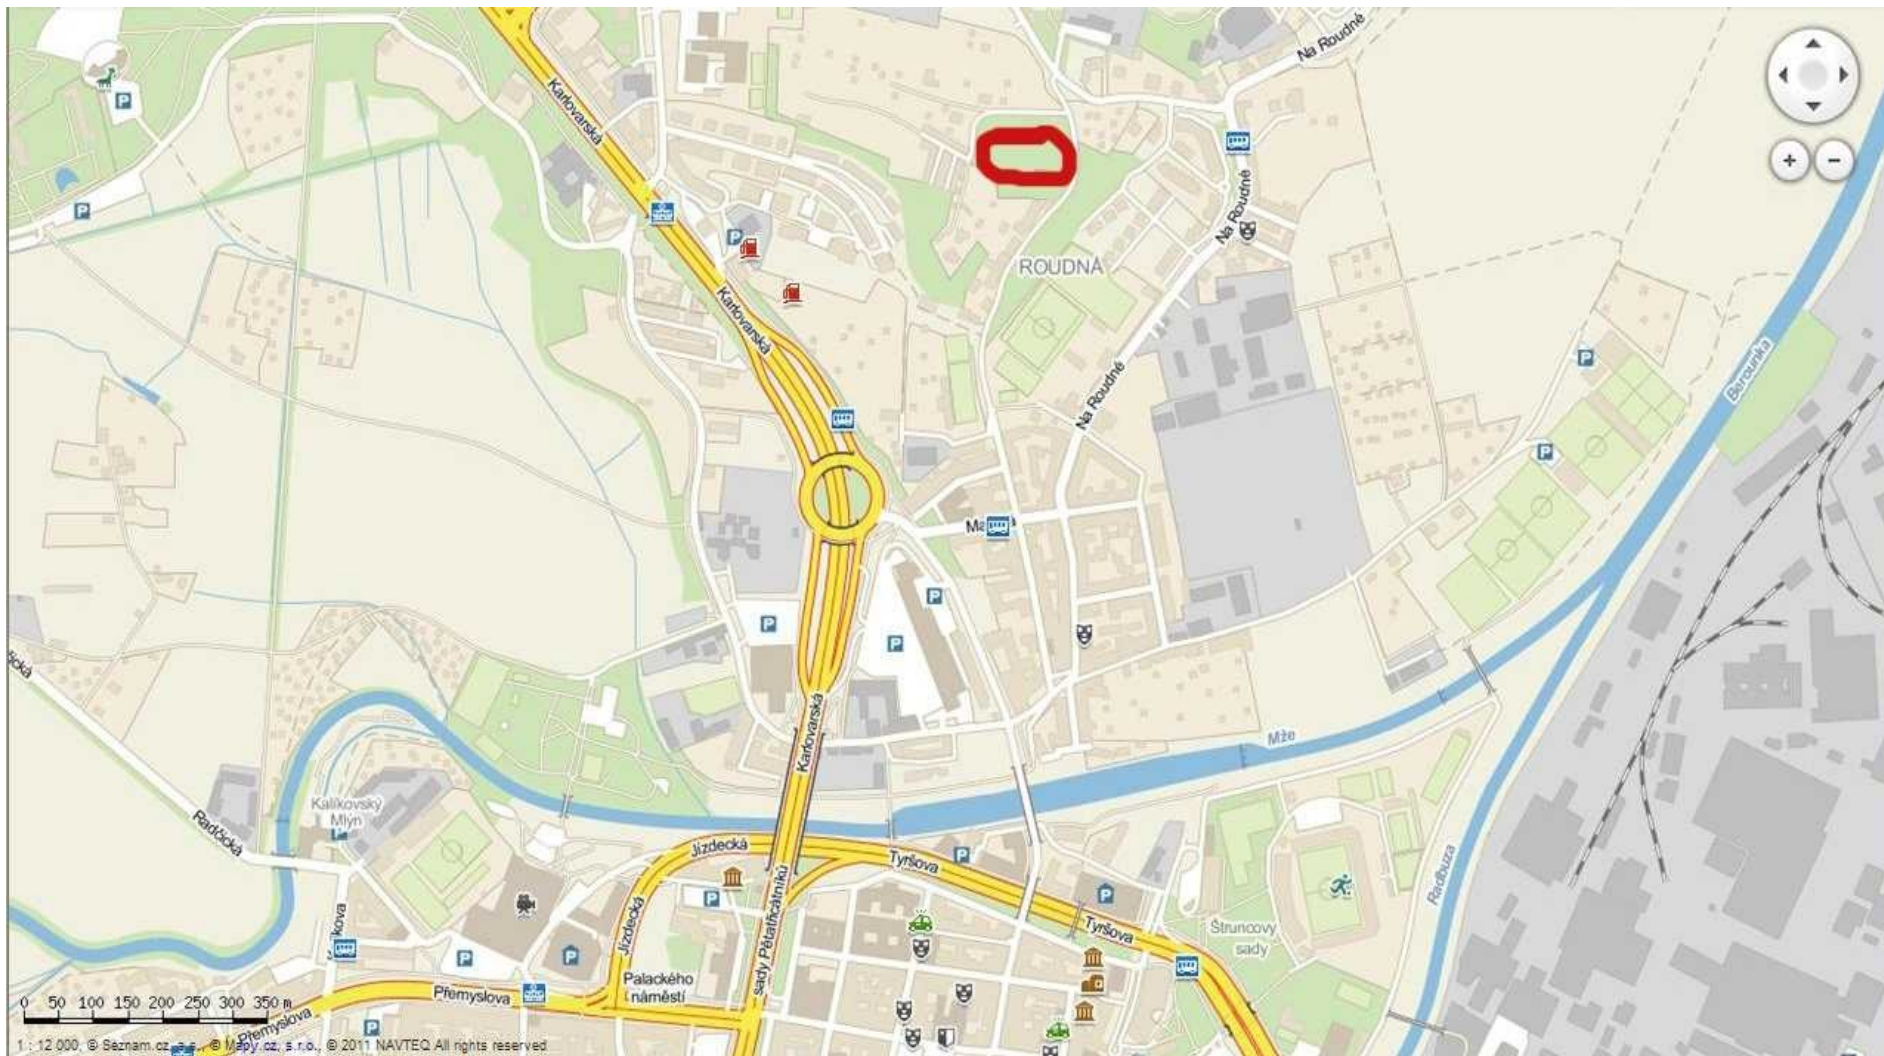 Karlovarská
Na Roudné
P
P
P
Na Roudné
ROUDNÁ
Karlovarská
Na Roudné
P
Berounka
P
P
P
P
Karlovarská
Mže
Kalikovský
Mlýn
Radčická
Jízdecká
Tyršova
P
P
P
Radbuza
Jízdecká
sady Pětatřicátníků
Tyršova
Štruncovy
sady
P
P
Palackého
náměstí
Přemyslova
0 50 100 150 200 250 300 350 m
Přemyslova
P
1 : 12 000, © Seznam.cz, a.s., © Mapy.cz, s.r.o., © 2011 NAVTEQ All rights reserved